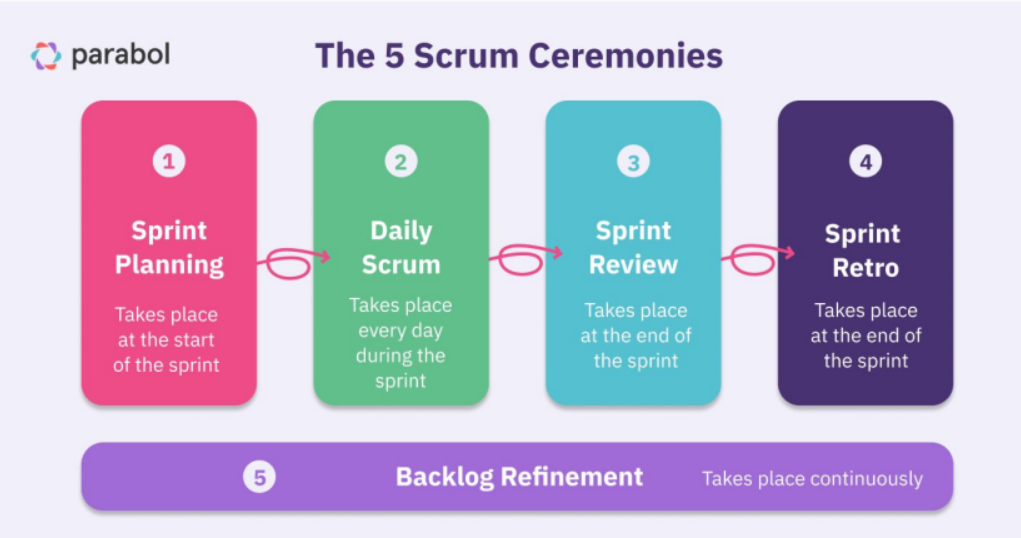 parabol
The 5 Scrum Ceremonies
1
Sprint
Planning
Takes place
at the start
of the sprint
2
Daily
Scrum
Takes place
every day
during the
sprint
3
Sprint
Review
Takes place
at the end of
the sprint
4
Sprint
Retro
Takes place
at the end of
the sprint
5
Backlog Refinement
Takes place continuously